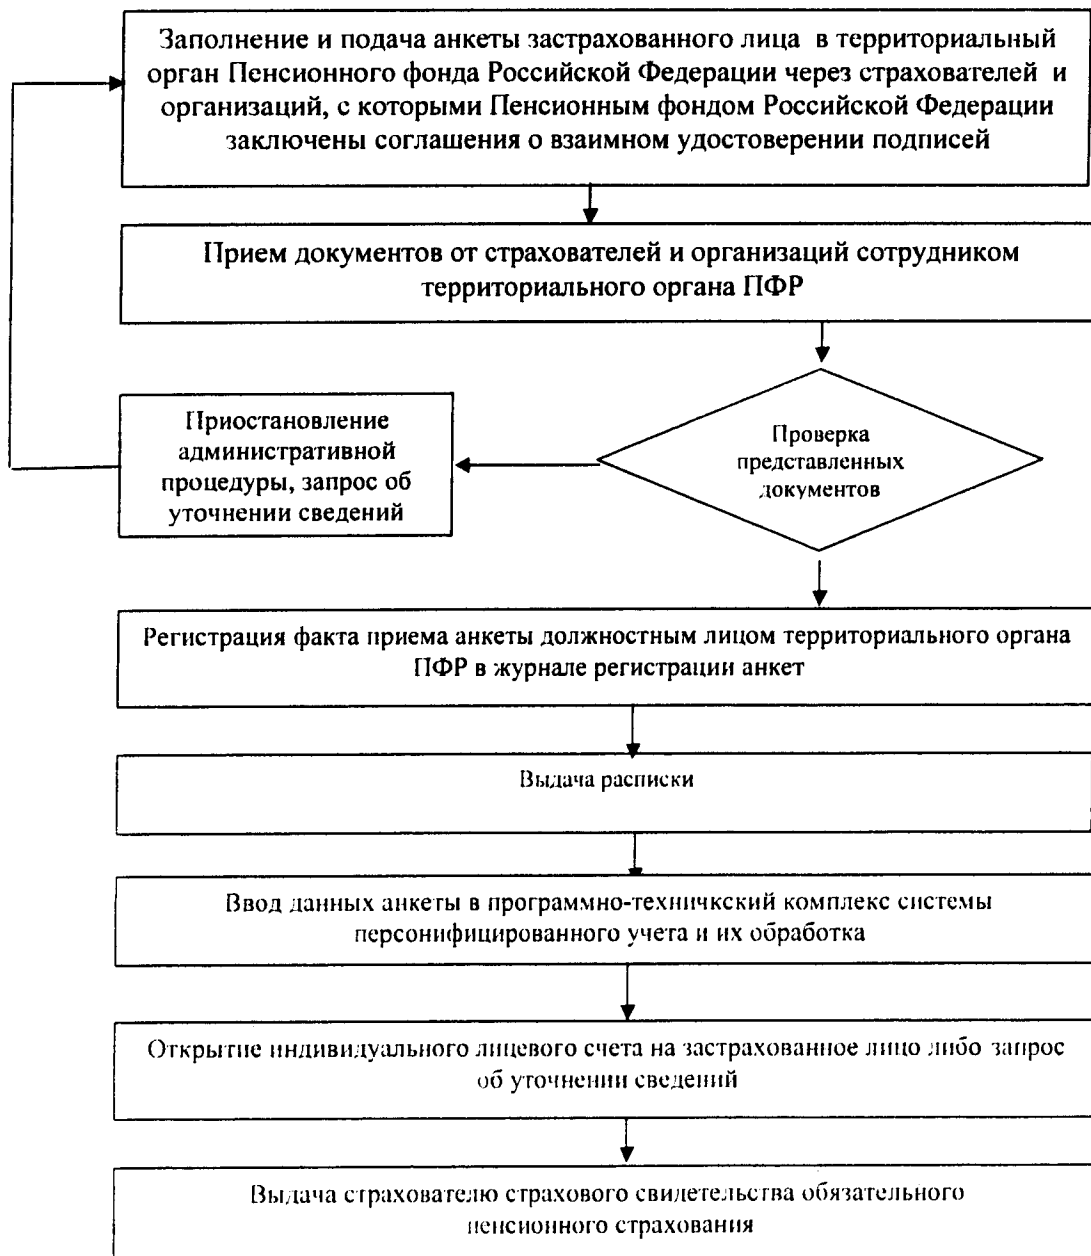 Заполнение и подача анкеты застрахованного лица в территориальный
орган Пенсионного фонда Российской Федерации через страхователей и
организаций, с которыми Пенсионным фондом Российской Федерации
заключены соглашения о взаимном удостоверении подписей
Прием документов от страхователей и организаций сотрудником
территориального органа ПФР
Приостановление
административной
процедуры, запрос об
уточнении сведений
Проверка
представленных
документов
Регистрация факта приема анкеты должностным лицом территориального органа
ПФР в журнале регистрации анкет
Выдача расписки
Ввод данных анкеты в программно-техничкский комплекс системы
персонифицированного учета и их обработка
Открытие индивидуального лицевого счета на застрахованное лицо либо запрос
об уточнении сведений
Выдача страхователю страхового свидетельства обязательного
пенсионного страхования